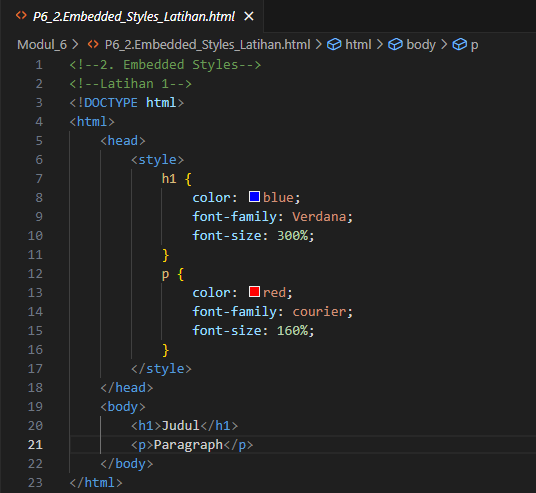 P6_2.Embedded_Styles_Latihan.html
Modul_6 > P6_2.Embedded_Styles_Latihan.html > html > body > p
1 <!--2. Embedded Styles-->
2 <!--Latihan 1-->
3 <!DOCTYPE html>
4 <html>
5     <head>
6         <style>
7             h1 {
8                 color: blue;
9                 font-family: Verdana;
10                 font-size: 300%;
11             }
12             p {
13                 color: red;
14                 font-family: courier;
15                 font-size: 160%;
16             }
17         </style>
18     </head>
19     <body>
20         <h1>Judul</h1>
21         <p>Paragraph</p>
22     </body>
23 </html>